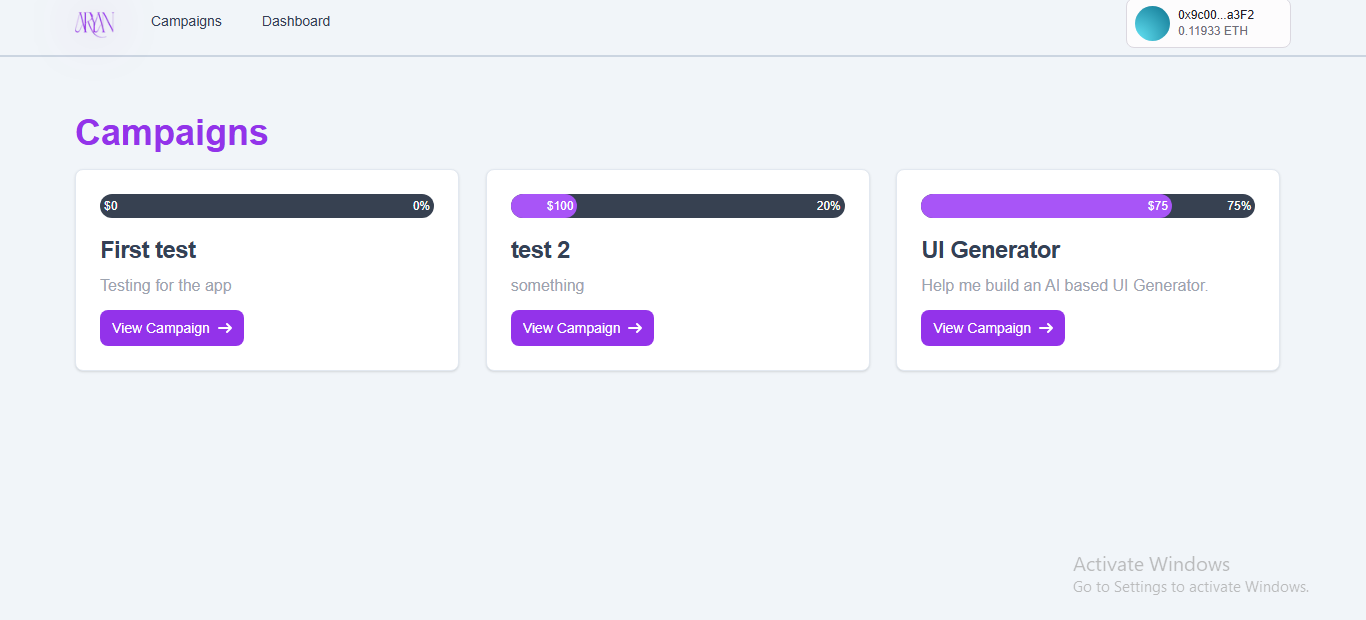 ARYAN
Campaigns
Dashboard
0x9c00...a3F2
0.11933 ETH
Campaigns
$0
0%
First test
Testing for the app
View Campaign →
$100
20%
test 2
something
View Campaign →
$75
75%
UI Generator
Help me build an AI based UI Generator.
View Campaign →
Activate Windows
Go to Settings to activate Windows.